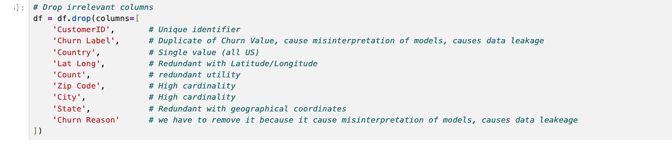 ]:
# Drop irrelevant columns
df = df.drop(columns=[
'CustomerID', # Unique identifier
'Churn Label', # Duplicate of Churn Value, cause misinterpretation of models, causes data leakage
'Country', # Single value (all US)
'Lat Long', # Redundant with Latitude/Longitude
'Count', # redundant utility
'Zip Code', # High cardinality
'City', # High cardinality
'State', # Redundant with geographical coordinates
'Churn Reason' # we have to remove it because it cause misinterpretation of models, causes data leakeage
])